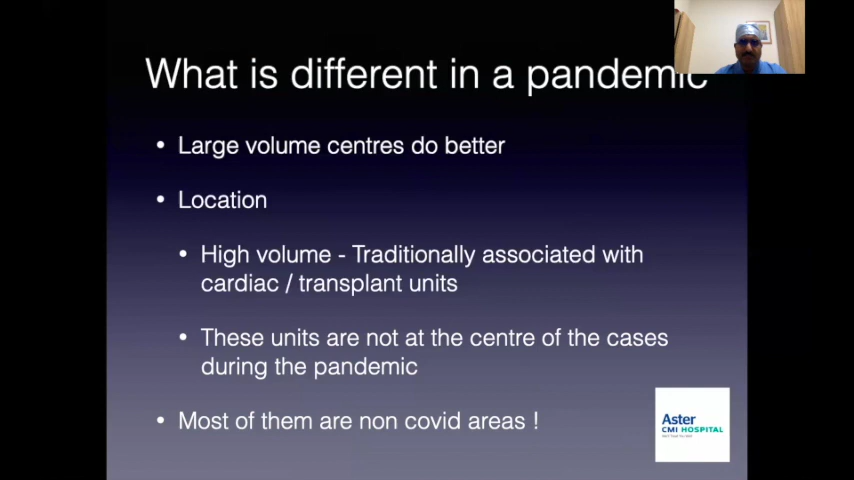 What is different in a pandemic
• Large volume centres do better
• Location
• High volume - Traditionally associated with
cardiac / transplant units
• These units are not at the centre of the cases
during the pandemic
• Most of them are non covid areas !
Aster
CMI HOSPITAL